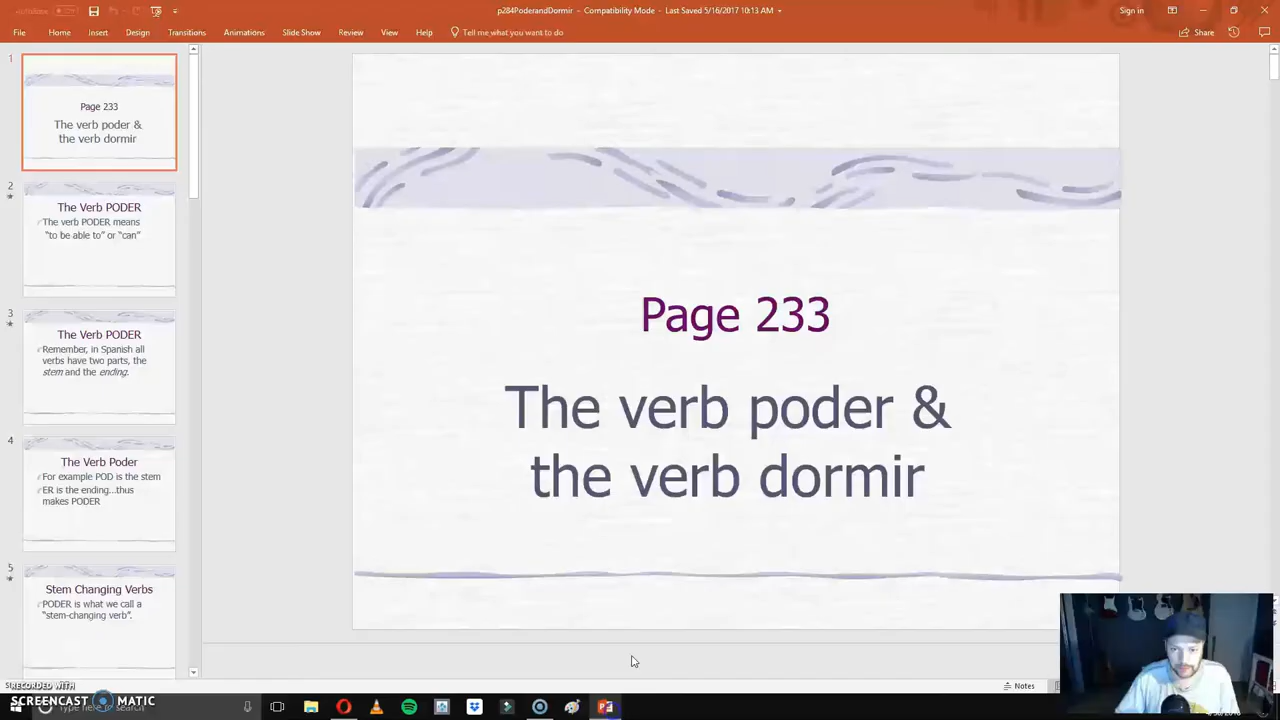 AutoSave
p284PoderandDormir – Compatibility Mode – Last Saved 5/16/2017 10:13 AM
Sign in
File Home Insert Design Transitions Animations Slide Show Review View Help Tell me what you want to do Share
1
Page 233
The verb poder &
the verb dormir
2
The Verb PODER
The verb PODER means
"to be able to" or "can"
3
The Verb PODER
Remember, in Spanish all
verbs have two parts, the
stem and the ending.
4
The Verb Poder
For example POD is the stem
ER is the ending...thus
makes PODER
5
Stem Changing Verbs
PODER is what we call a
"stem-changing verb".
Page 233
The verb poder &
the verb dormir
Notes
RECORDED WITH
SCREENCAST MATIC